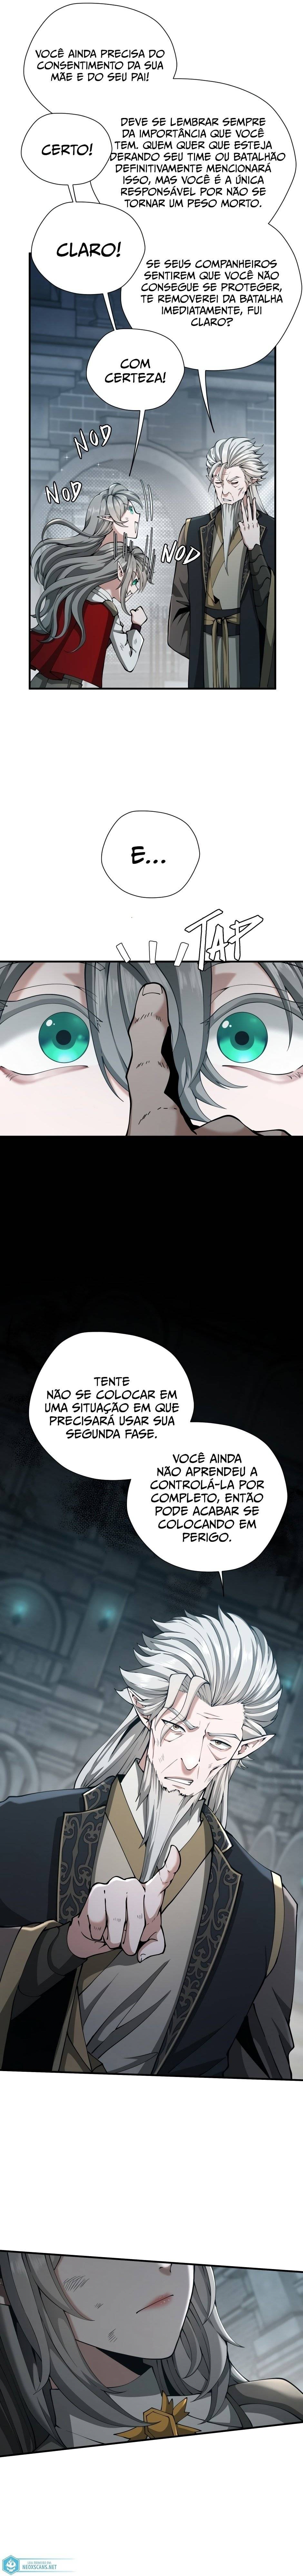 VOCÊ AINDA PRECISA DO
CONSENTIMENTO DA SUA
MÃE E DO SEU PAI!
CERTO!
DEVE SE LEMBRAR SEMPRE
DA IMPORTÂNCIA QUE VOCÊ
TEM. QUEM QUER QUE ESTEJA
IDERANDO SEU TIME OU BATALHÃO
DEFINITIVAMENTE MENCIONARÁ
ISSO, MAS VOCÊ É A ÚNICA
RESPONSÁVEL POR NÃO SE
TORNAR UM PESO MORTO.
CLARO!
SE SEUS COMPANHEIROS
SENTIREM QUE VOCÊ NÃO
CONSEGUE SE PROTEGER,
TE REMOVEREI DA BATALHA
IMEDIATAMENTE, FUI
CLARO?
COM
CERTEZA!
NOD
NOD
NOD
E...
TAP
TENTE
NÃO SE COLOCAR EM
UMA SITUAÇÃO EM QUE
PRECISARÁ USAR SUA
SEGUNDA FASE.
VOCÊ AINDA
NÃO APRENDEU A
CONTROLÁ-LA POR
COMPLETO, ENTÃO
PODE ACABAR SE
COLOCANDO EM
PERIGO.
NEOXSCANS.NET